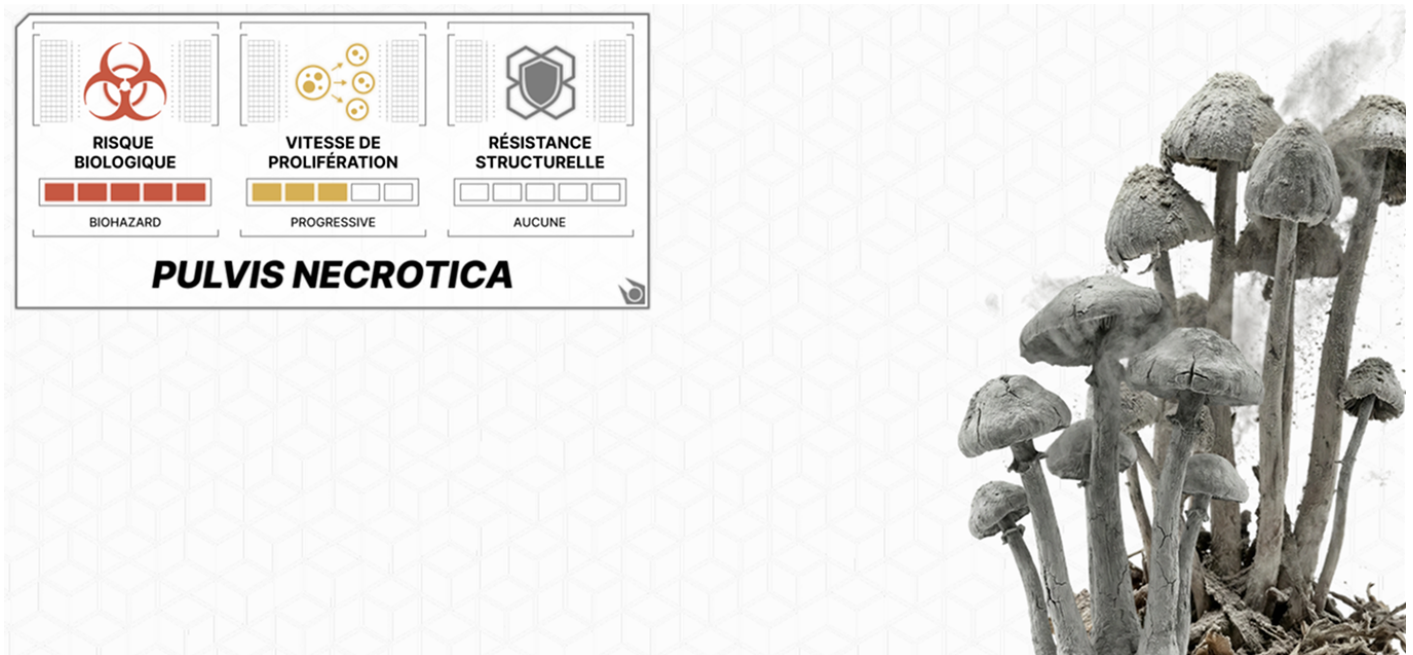 RISQUE
BIOLOGIQUE
BIOHAZARD
VITESSE DE
PROLIFÉRATION
PROGRESSIVE
RÉSISTANCE
STRUCTURELLE
AUCUNE
PULVIS NECROTICA